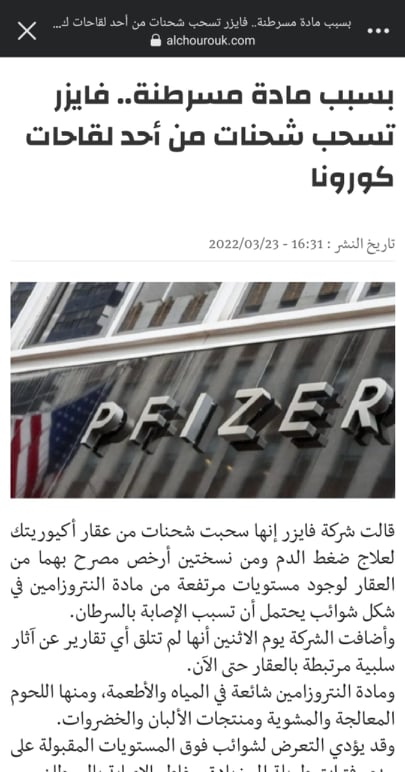 بسبب مادة مسرطنة.. فايزر تسحب شحنات من أحد لقاحات ك...
alchourouk.com
بسبب مادة مسرطنة.. فايزر
تسحب شحنات من أحد لقاحات
كورونا
تاريخ النشر : 16:31 - 2022/03/23
PFIZER
قالت شركة فايزر إنها سحبت شحنات من عقار أكيوريتك
لعلاج ضغط الدم ومن نسختين أرخص مصرح بهما من
العقار لوجود مستويات مرتفعة من مادة النتروزامين في
شكل شوائب يحتمل أن تسبب الإصابة بالسرطان.
وأضافت الشركة يوم الاثنين أنها لم تتلق أي تقارير عن آثار
سلبية مرتبطة بالعقار حتى الآن.
ومادة النتروزامين شائعة في المياه والأطعمة، ومنها اللحوم
المعالجة والمشوية ومنتجات الألبان والخضروات.
وقد يؤدي التعرض لشوائب فوق المستويات المقبولة على